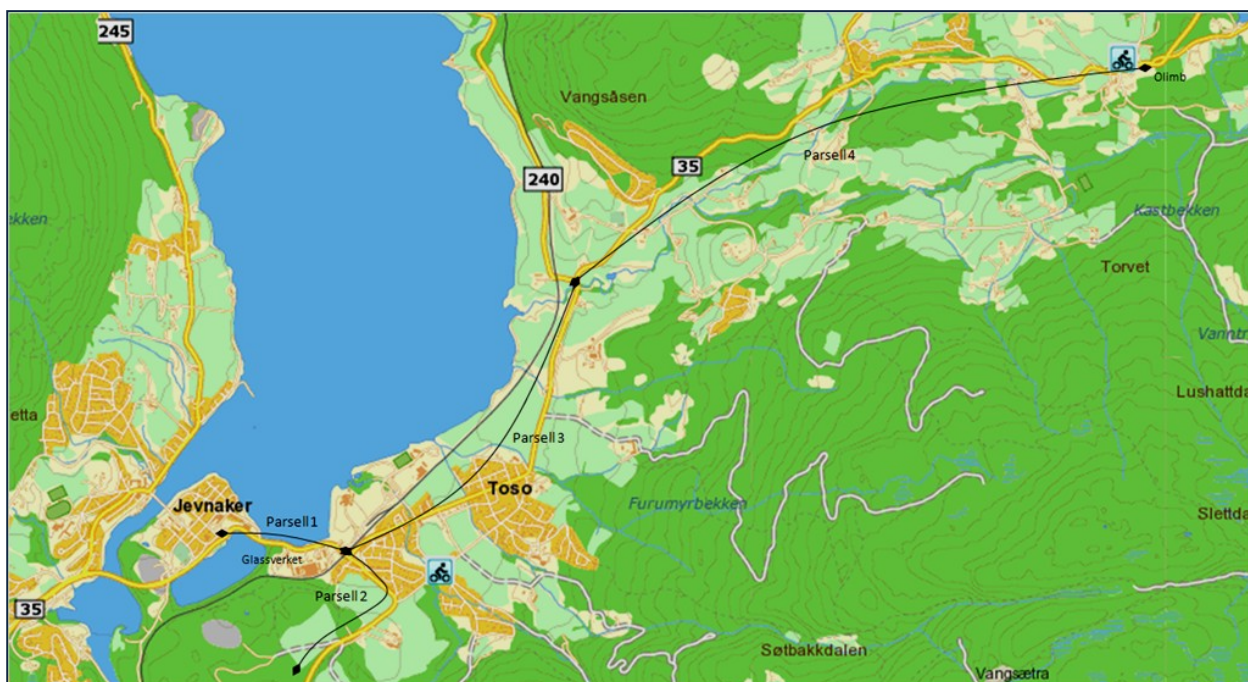 245
Vangsåsen
Olimb
Parsell 4
35
240
ekken
Kastbekken
Torvet
Vanntr
Lushattda
etta
Parsell 3
Toso
Jevnaker
Furumyrbekken
Slettda
Parsell 1
Glassverket
Parsell 2
35
Søtbakkdalen
Vangsætra